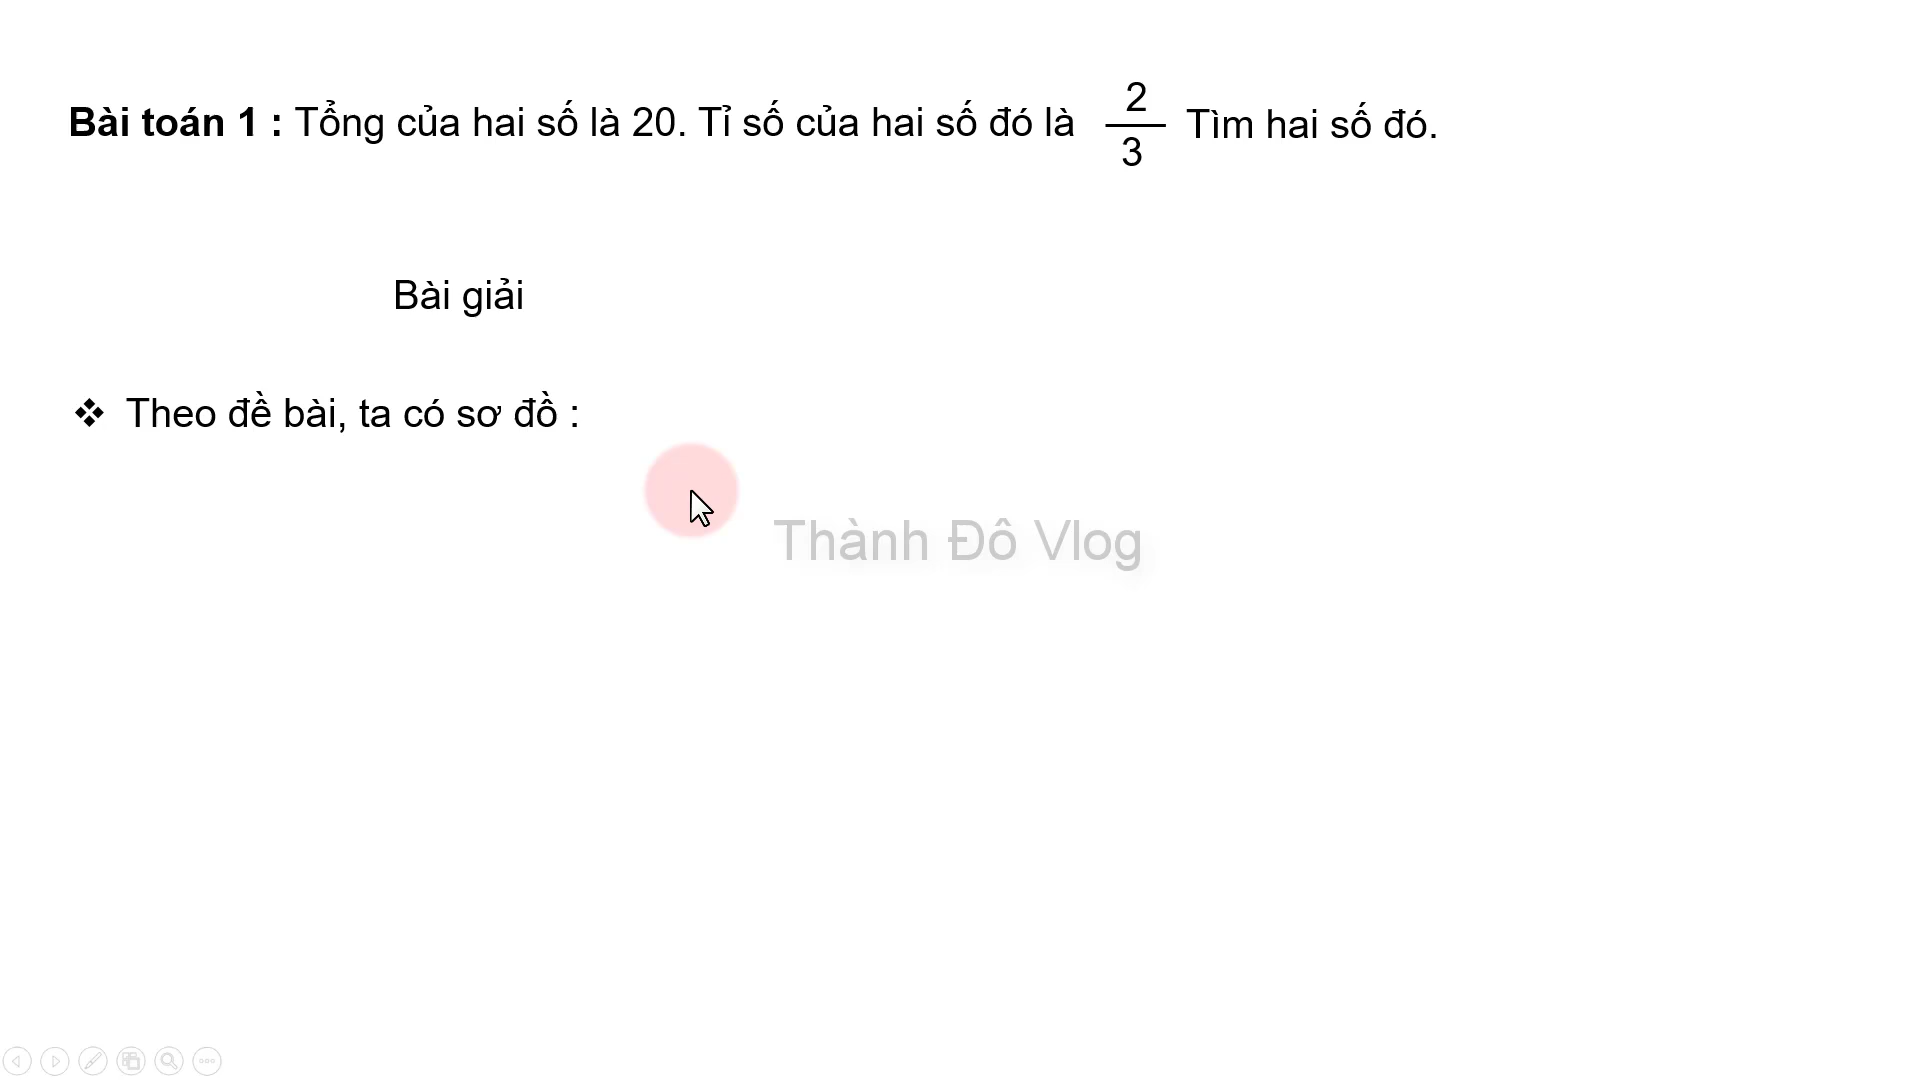 Bài toán 1 : Tổng của hai số là 20. Tỉ số của hai số đó là 2/3 Tìm hai số đó.
Bài giải
❖ Theo đề bài, ta có sơ đồ :
Thành Đô Vlog